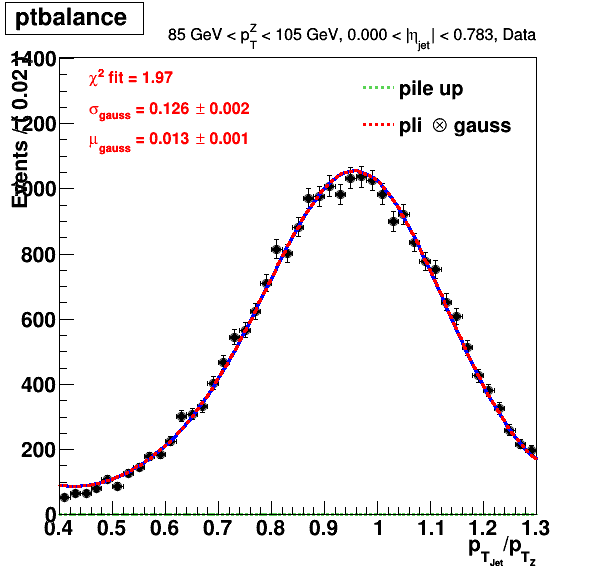 ptbalance
85 GeV < p_T^Z < 105 GeV, 0.000 < |η_jet| < 0.783, Data
χ² fit = 1.97
σ_gauss = 0.126 ± 0.002
μ_gauss = 0.013 ± 0.001
pile up
pli ⊗ gauss
Events /
0.02
1400
1200
1000
800
600
400
200
0
0.4 0.5 0.6 0.7 0.8 0.9 1 1.1 1.2 1.3
p_T_Jet/p_T_Z